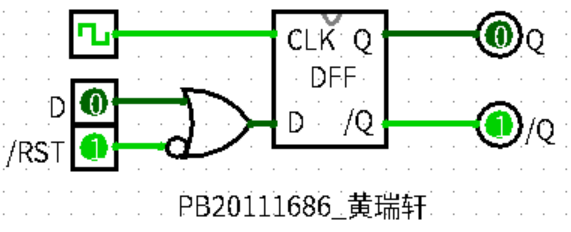 CLK Q
0 Q
DFF
D 0
D /Q
1 /Q
/RST 1
PB20111686_黄瑞轩